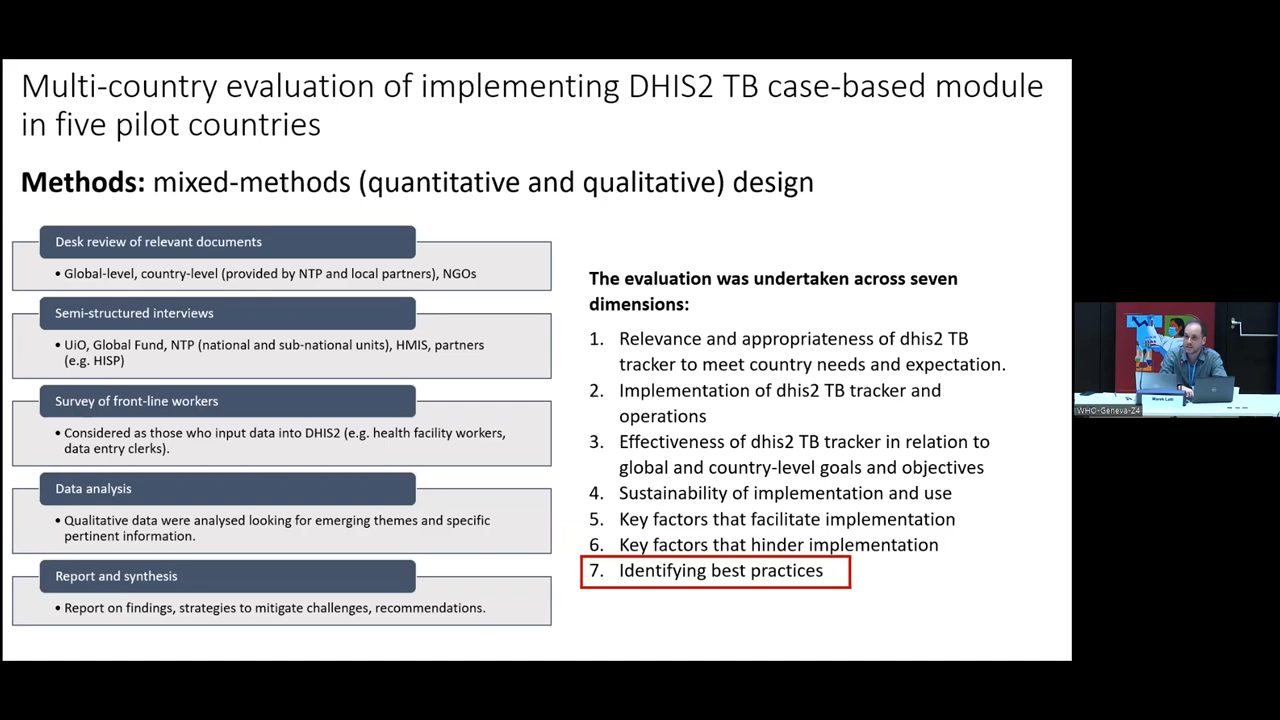 Multi-country evaluation of implementing DHIS2 TB case-based module
in five pilot countries
Methods: mixed-methods (quantitative and qualitative) design
Desk review of relevant documents
• Global-level, country-level (provided by NTP and local partners), NGOs
Semi-structured interviews
• UiO, Global Fund, NTP (national and sub-national units), HMIS, partners
(e.g. HISP)
Survey of front-line workers
• Considered as those who input data into DHIS2 (e.g. health facility workers,
data entry clerks).
Data analysis
• Qualitative data were analysed looking for emerging themes and specific
pertinent information.
Report and synthesis
• Report on findings, strategies to mitigate challenges, recommendations.
The evaluation was undertaken across seven
dimensions:
1. Relevance and appropriateness of dhis2 TB
tracker to meet country needs and expectation.
2. Implementation of dhis2 TB tracker and
operations
3. Effectiveness of dhis2 TB tracker in relation to
global and country-level goals and objectives
4. Sustainability of implementation and use
5. Key factors that facilitate implementation
6. Key factors that hinder implementation
7. Identifying best practices
WHO-Geneva-Z4